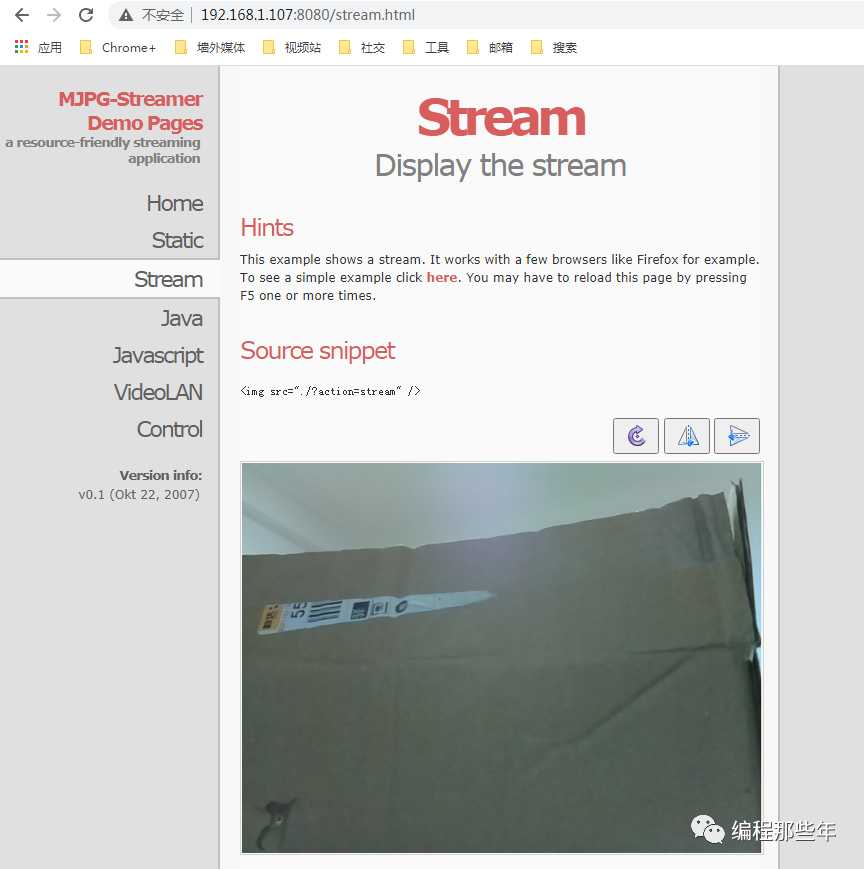 不安全 192.168.1.107:8080/stream.html
应用 Chrome+ 墙外媒体 视频站 社交 工具 邮箱 搜索
MJPG-Streamer
Demo Pages
a resource-friendly streaming
application
Home
Static
Stream
Java
Javascript
VideoLAN
Control
Version info:
v0.1 (Okt 22, 2007)
Stream
Display the stream
Hints
This example shows a stream. It works with a few browsers like Firefox for example.
To see a simple example click here. You may have to reload this page by pressing
F5 one or more times.
Source snippet
<img src="./?action=stream" />
55
编程那些年